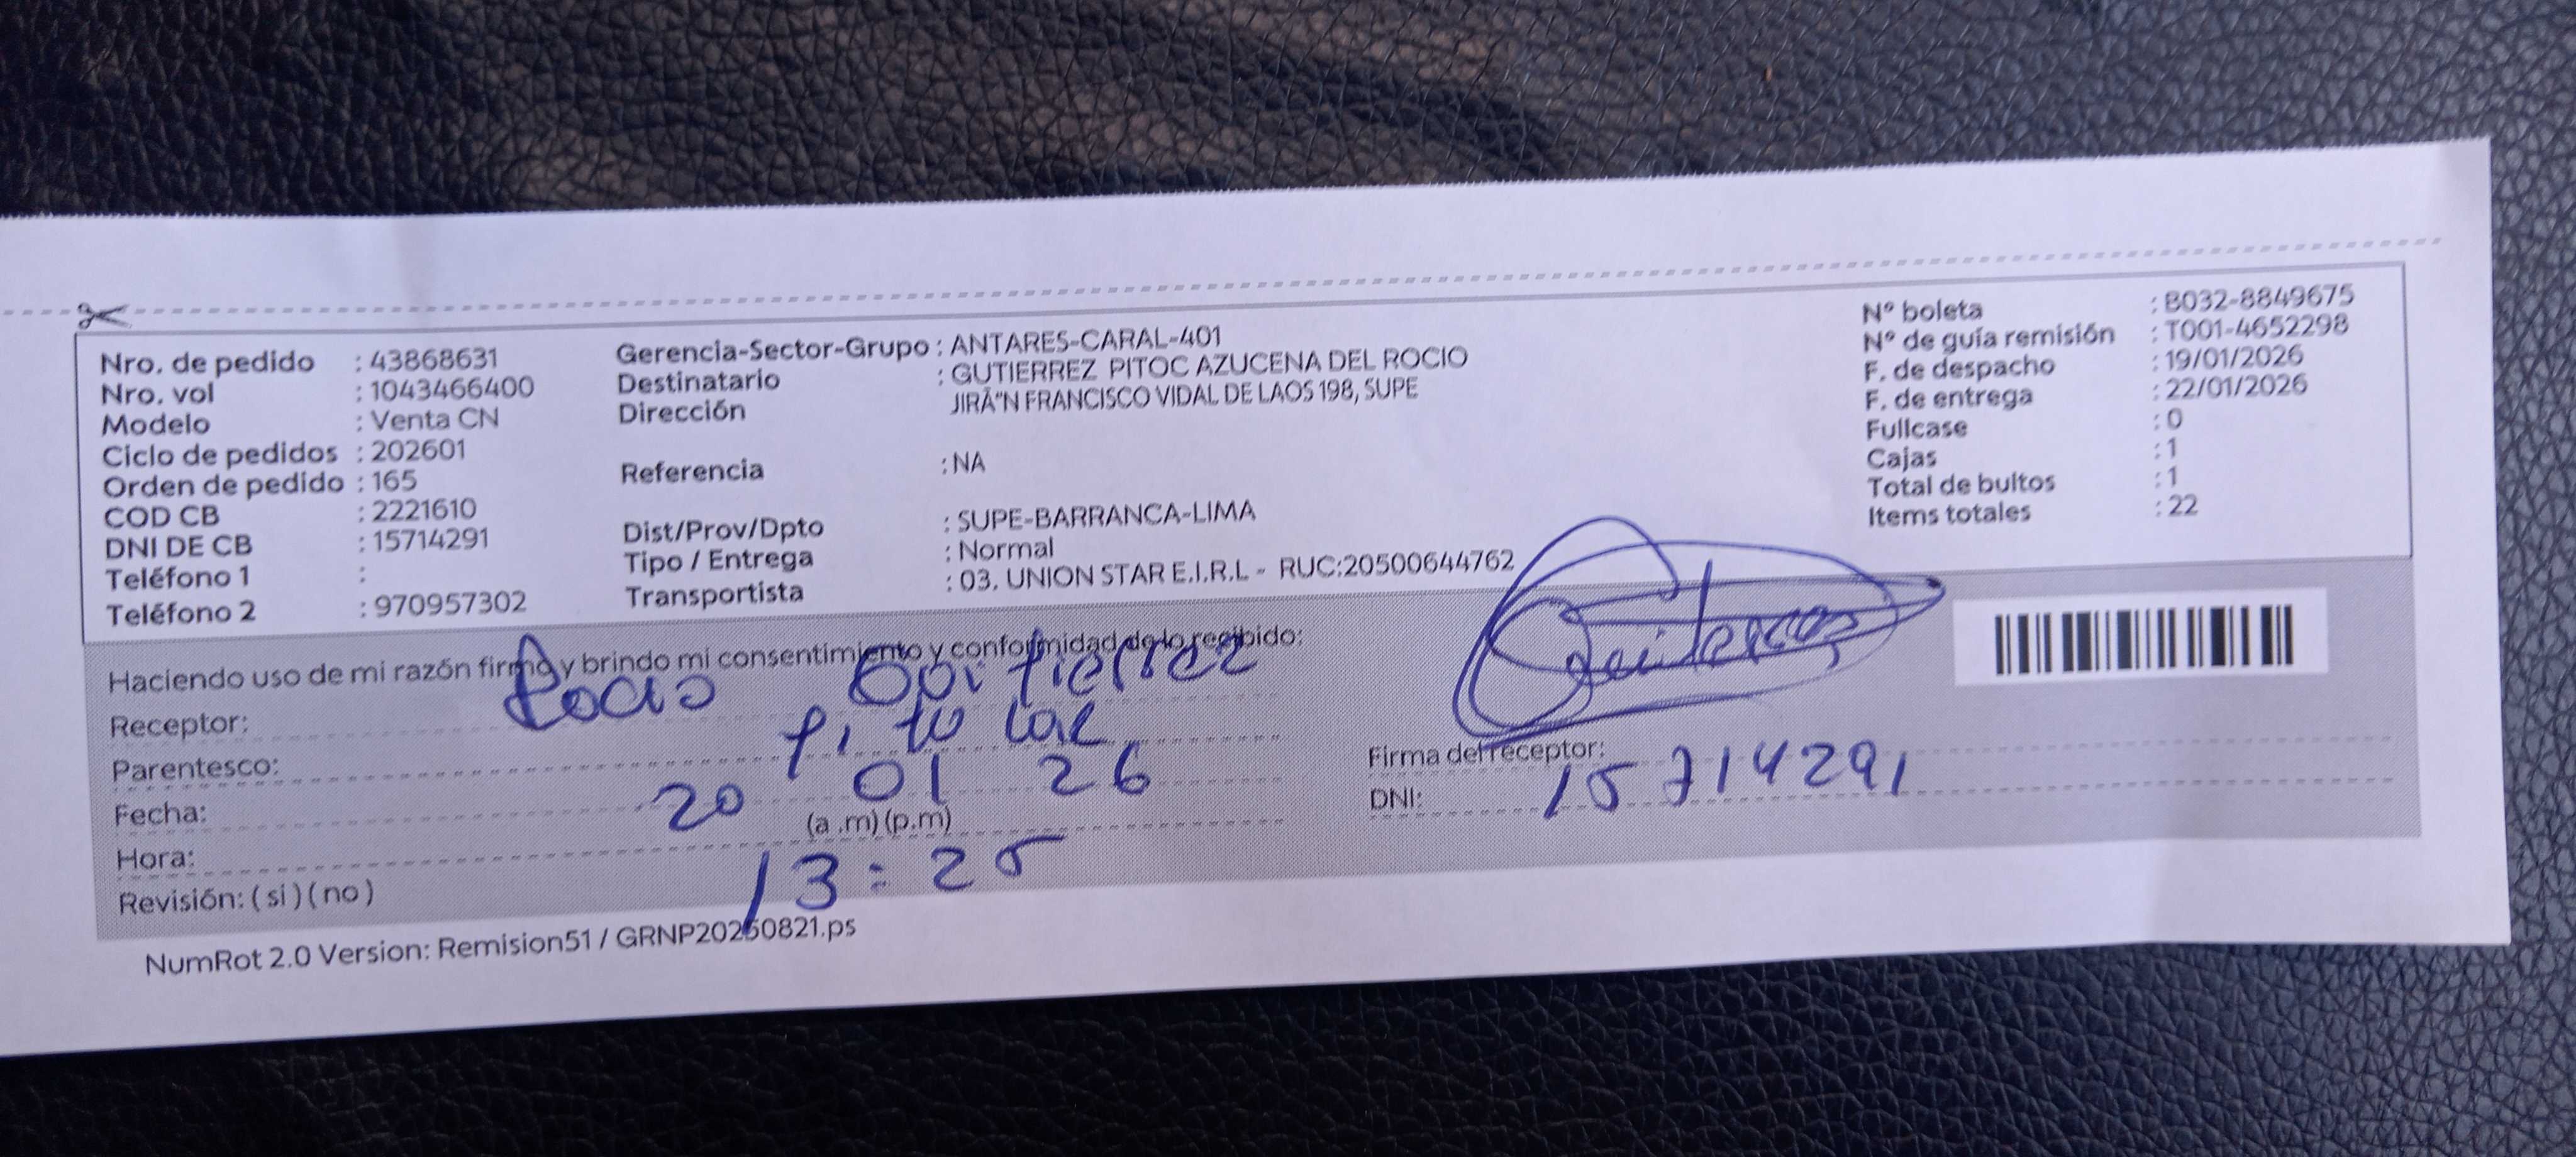 Nro. de pedido : 43868631
Nro. vol : 1043466400
Modelo : Venta CN
Ciclo de pedidos : 202601
Orden de pedido : 165
COD CB : 2221610
DNI DE CB : 15714291
Teléfono 1 :
Teléfono 2 : 970957302
Gerencia-Sector-Grupo : ANTARES-CARAL-401
Destinatario : GUTIERREZ PITOC AZUCENA DEL ROCIO
Dirección JIRÃ“N FRANCISCO VIDAL DE LAOS 198, SUPE
Referencia : NA
Dist/Prov/Dpto : SUPE-BARRANCA-LIMA
Tipo / Entrega : Normal
Transportista : 03. UNION STAR E.I.R.L - RUC:20500644762
N° boleta : B032-8849675
N° de guía remisión : T001-4652298
F. de despacho : 19/01/2026
F. de entrega : 22/01/2026
Fullcase : 0
Cajas : 1
Total de bultos : 1
Items totales : 22
Haciendo uso de mi razón firmo y brindo mi consentimiento y conformidad de lo recibido:
Receptor: Rocio
Parentesco:
Fecha: 20 01 26
Hora: (a .m) (p.m) 13:25
Revisión: ( si ) ( no )
Firma del receptor:
DNI: 15714291
NumRot 2.0 Version: Remision51 / GRNP20250821.ps